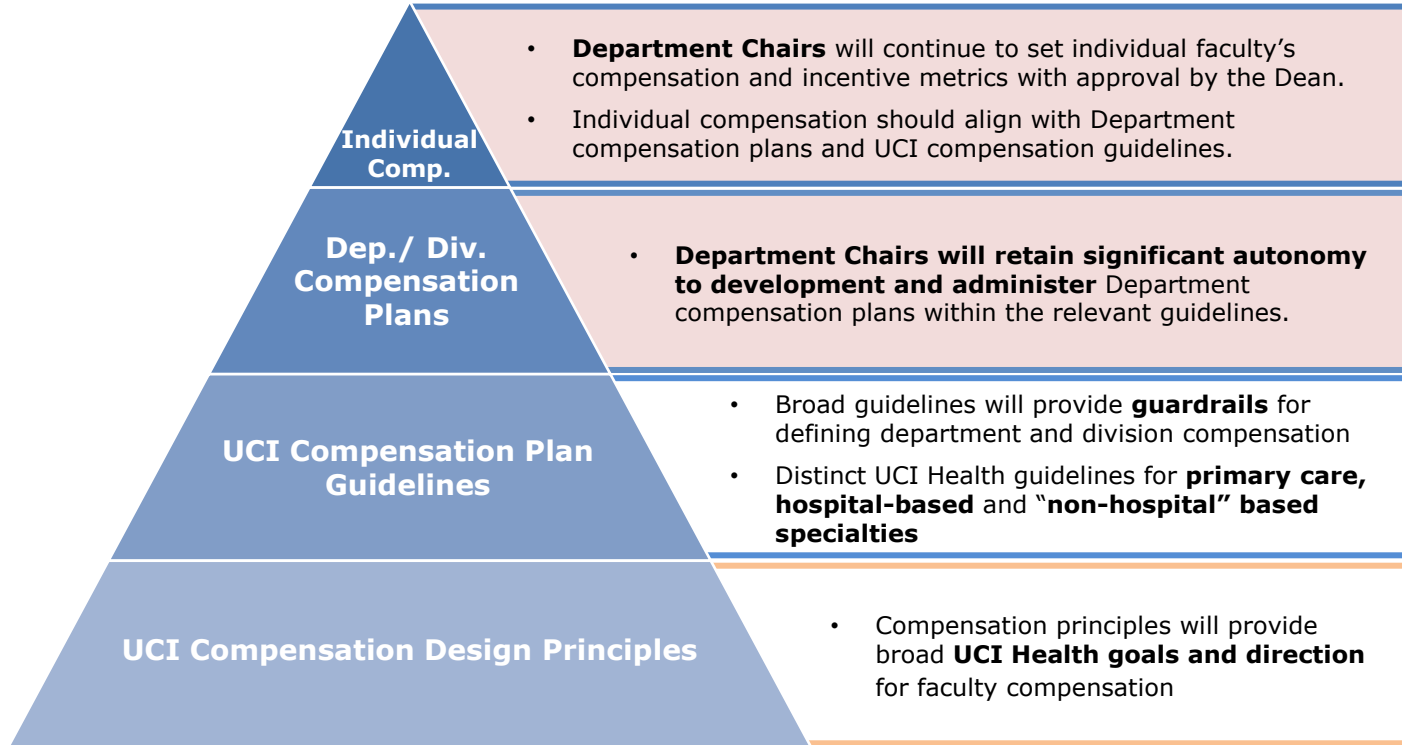 Individual
Comp.
• Department Chairs will continue to set individual faculty’s
compensation and incentive metrics with approval by the Dean.
• Individual compensation should align with Department
compensation plans and UCI compensation guidelines.
Dep./ Div.
Compensation
Plans
• Department Chairs will retain significant autonomy
to development and administer Department
compensation plans within the relevant guidelines.
UCI Compensation Plan
Guidelines
• Broad guidelines will provide guardrails for
defining department and division compensation
• Distinct UCI Health guidelines for primary care,
hospital-based and “non-hospital” based
specialties
UCI Compensation Design Principles
• Compensation principles will provide
broad UCI Health goals and direction
for faculty compensation